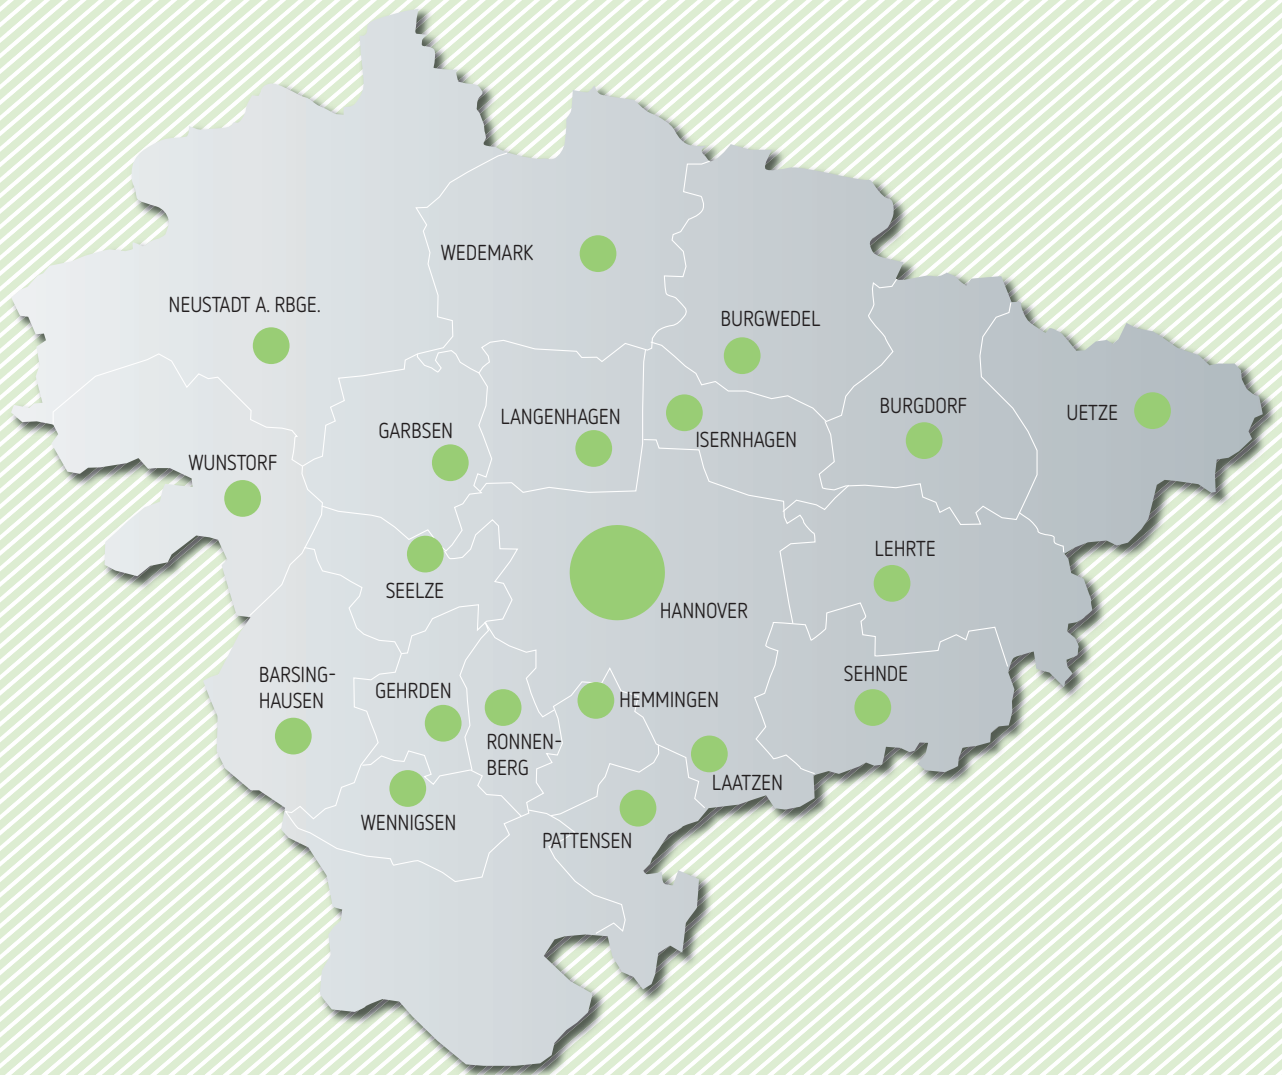 WEDEMARK
NEUSTADT A. RBGE.
BURGWEDEL
BURGDORF
UETZE
LANGENHAGEN
GARBSEN
ISERNHAGEN
WUNSTORF
LEHRTE
SEELZE
HANNOVER
BARSING-
HAUSEN
SEHNDE
GEHRDEN
HEMMINGEN
RONNEN-
BERG
LAATZEN
WENNIGSEN
PATTENSEN